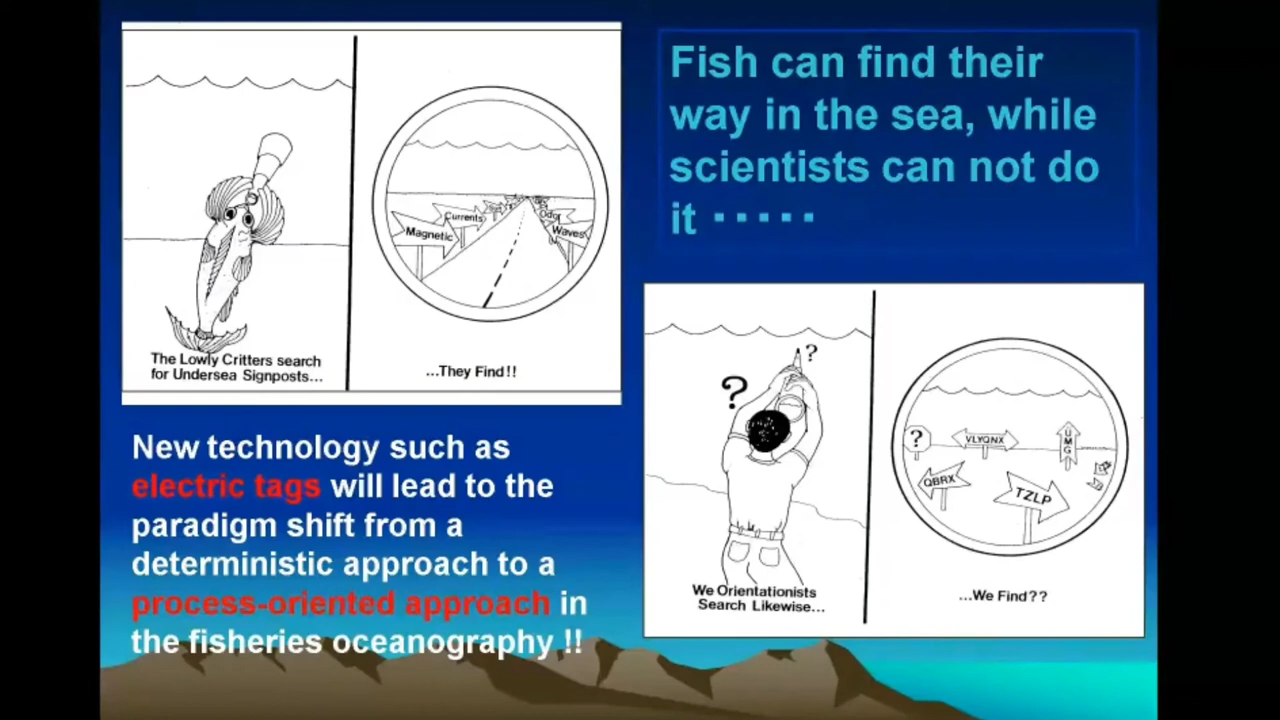 Fish can find their
way in the sea, while
scientists can not do
it ·····
Magnetic
Currents
Odor
Waves
The Lowly Critters search
for Undersea Signposts...
...They Find!!
New technology such as
electric tags will lead to the
paradigm shift from a
deterministic approach to a
process-oriented approach in
the fisheries oceanography !!
?
?
?
VLYQNX
UMG
QBRX
TZLP
We Orientationists
Search Likewise...
...We Find??